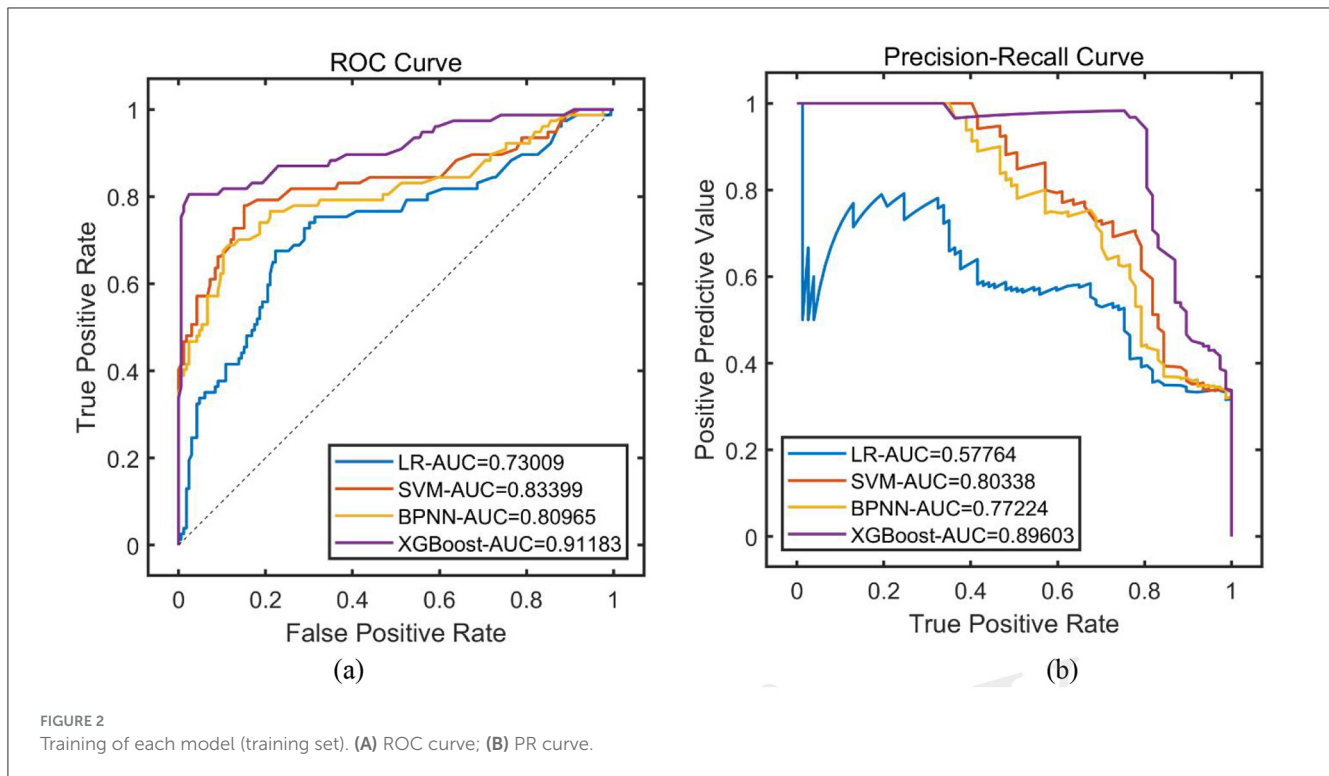 ROC Curve
True Positive Rate
1
0.8
0.6
0.4
0.2
0
LR-AUC=0.73009
SVM-AUC=0.83399
BPNN-AUC=0.80965
XGBoost-AUC=0.91183
0 0.2 0.4 0.6 0.8 1
False Positive Rate
(a)
Precision-Recall Curve
Positive Predictive Value
1
0.8
0.6
0.4
0.2
0
LR-AUC=0.57764
SVM-AUC=0.80338
BPNN-AUC=0.77224
XGBoost-AUC=0.89603
0 0.2 0.4 0.6 0.8 1
True Positive Rate
(b)
FIGURE 2
Training of each model (training set). (A) ROC curve; (B) PR curve.